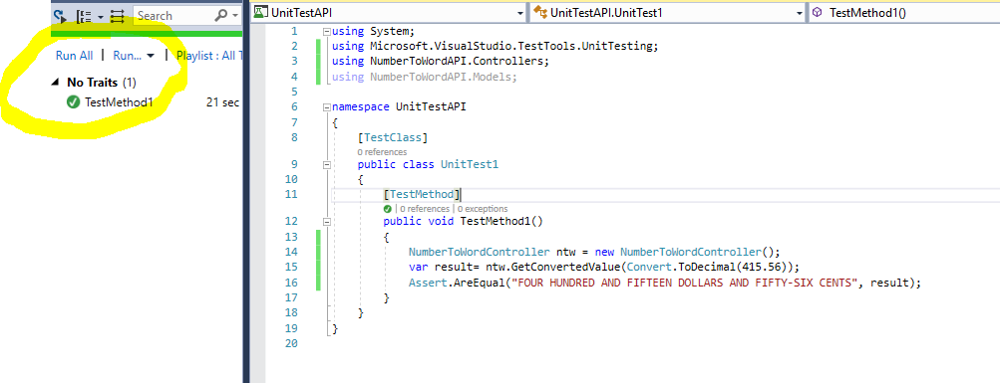 UnitTestAPI UnitTestAPI.UnitTest1 TestMethod1()
Search
Run All | Run... | Playlist : All T
No Traits (1)
TestMethod1 21 sec
1 using System;
2 using Microsoft.VisualStudio.TestTools.UnitTesting;
3 using NumberToWordAPI.Controllers;
4 using NumberToWordAPI.Models;
5
6 namespace UnitTestAPI
7 {
8 [TestClass]
0 references
9 public class UnitTest1
10 {
11 [TestMethod]
| 0 references | 0 exceptions
12 public void TestMethod1()
13 {
14 NumberToWordController ntw = new NumberToWordController();
15 var result= ntw.GetConvertedValue(Convert.ToDecimal(415.56));
16 Assert.AreEqual("FOUR HUNDRED AND FIFTEEN DOLLARS AND FIFTY-SIX CENTS", result);
17 }
18 }
19 }
20